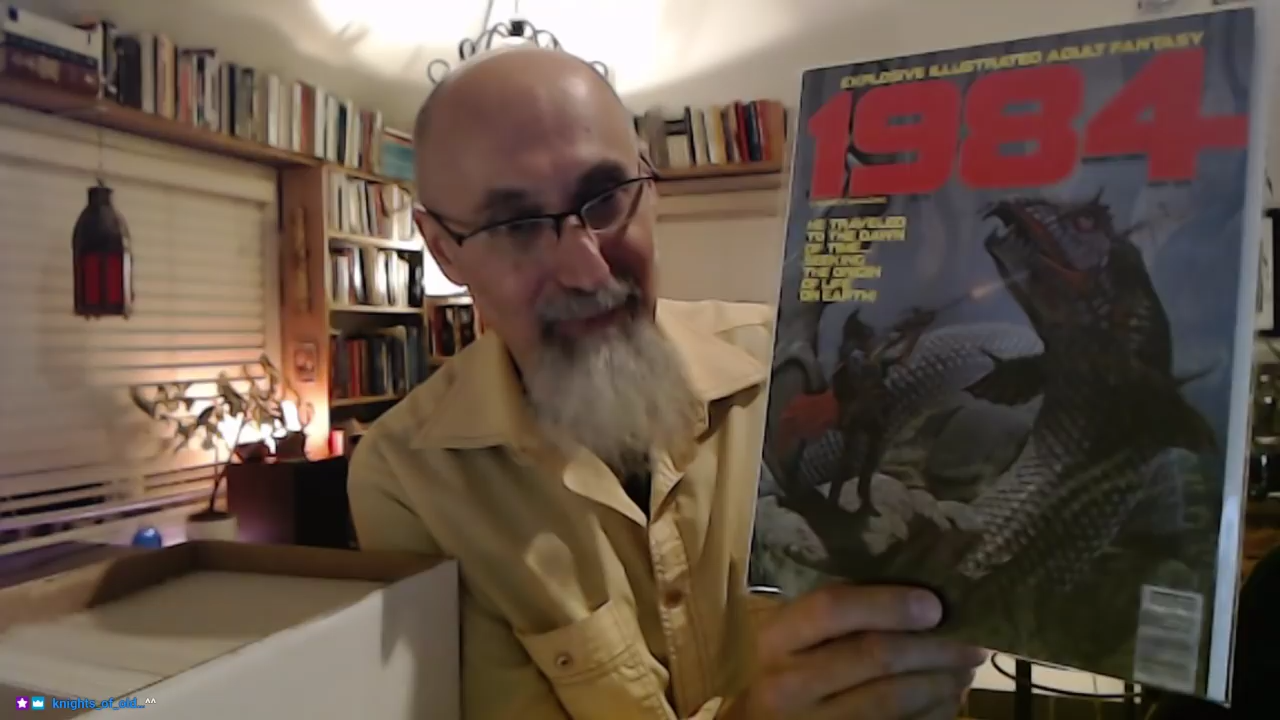 EXPLOSIVE ILLUSTRATED ADULT FANTASY
1984
HE TRAVELED
TO THE DAWN
OF TIME
SEEKING
THE ORIGIN
OF LIFE
ON EARTH!
knights_of_old_^^